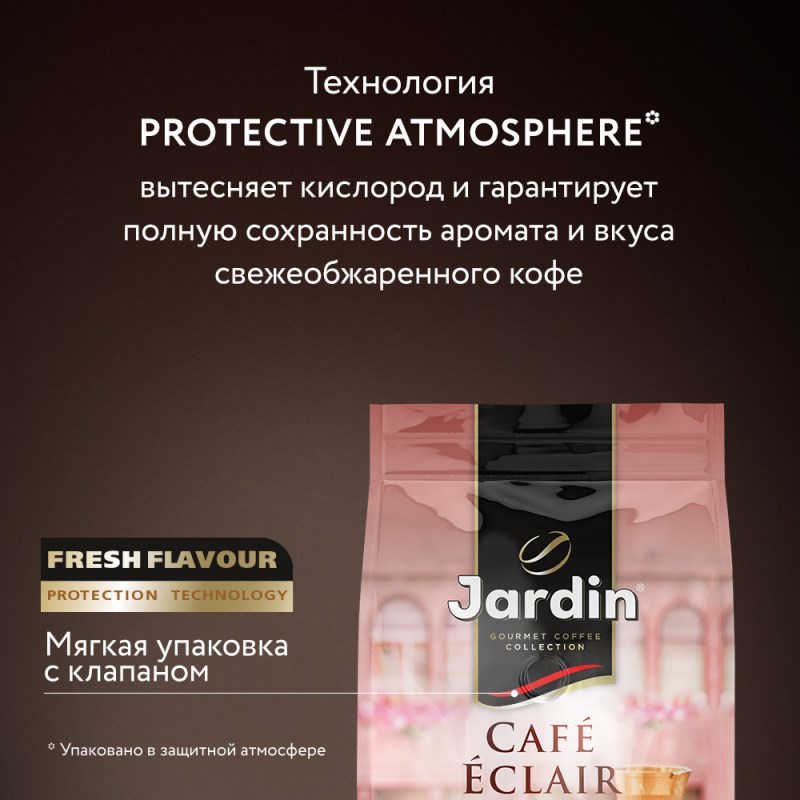 Технология
PROTECTIVE ATMOSPHERE*
вытесняет кислород и гарантирует
полную сохранность аромата и вкуса
свежеобжаренного кофе
FRESH FLAVOUR
PROTECTION TECHNOLOGY
Мягкая упаковка
с клапаном
* Упаковано в защитной атмосфере
Jardin®
GOURMET COFFEE
COLLECTION
CAFÉ
ÉCLAIR